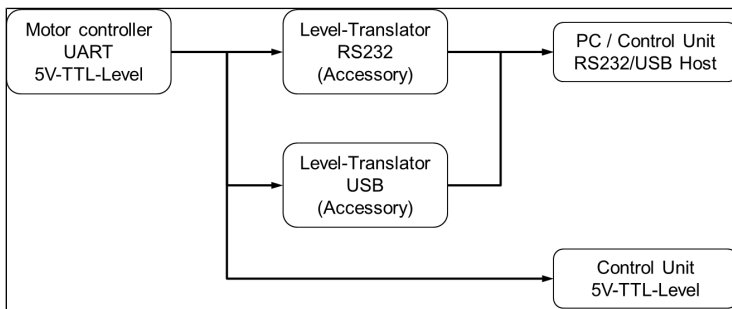 Motor controller
UART
5V-TTL-Level
Level-Translator
RS232
(Accessory)
PC / Control Unit
RS232/USB Host
Level-Translator
USB
(Accessory)
Control Unit
5V-TTL-Level